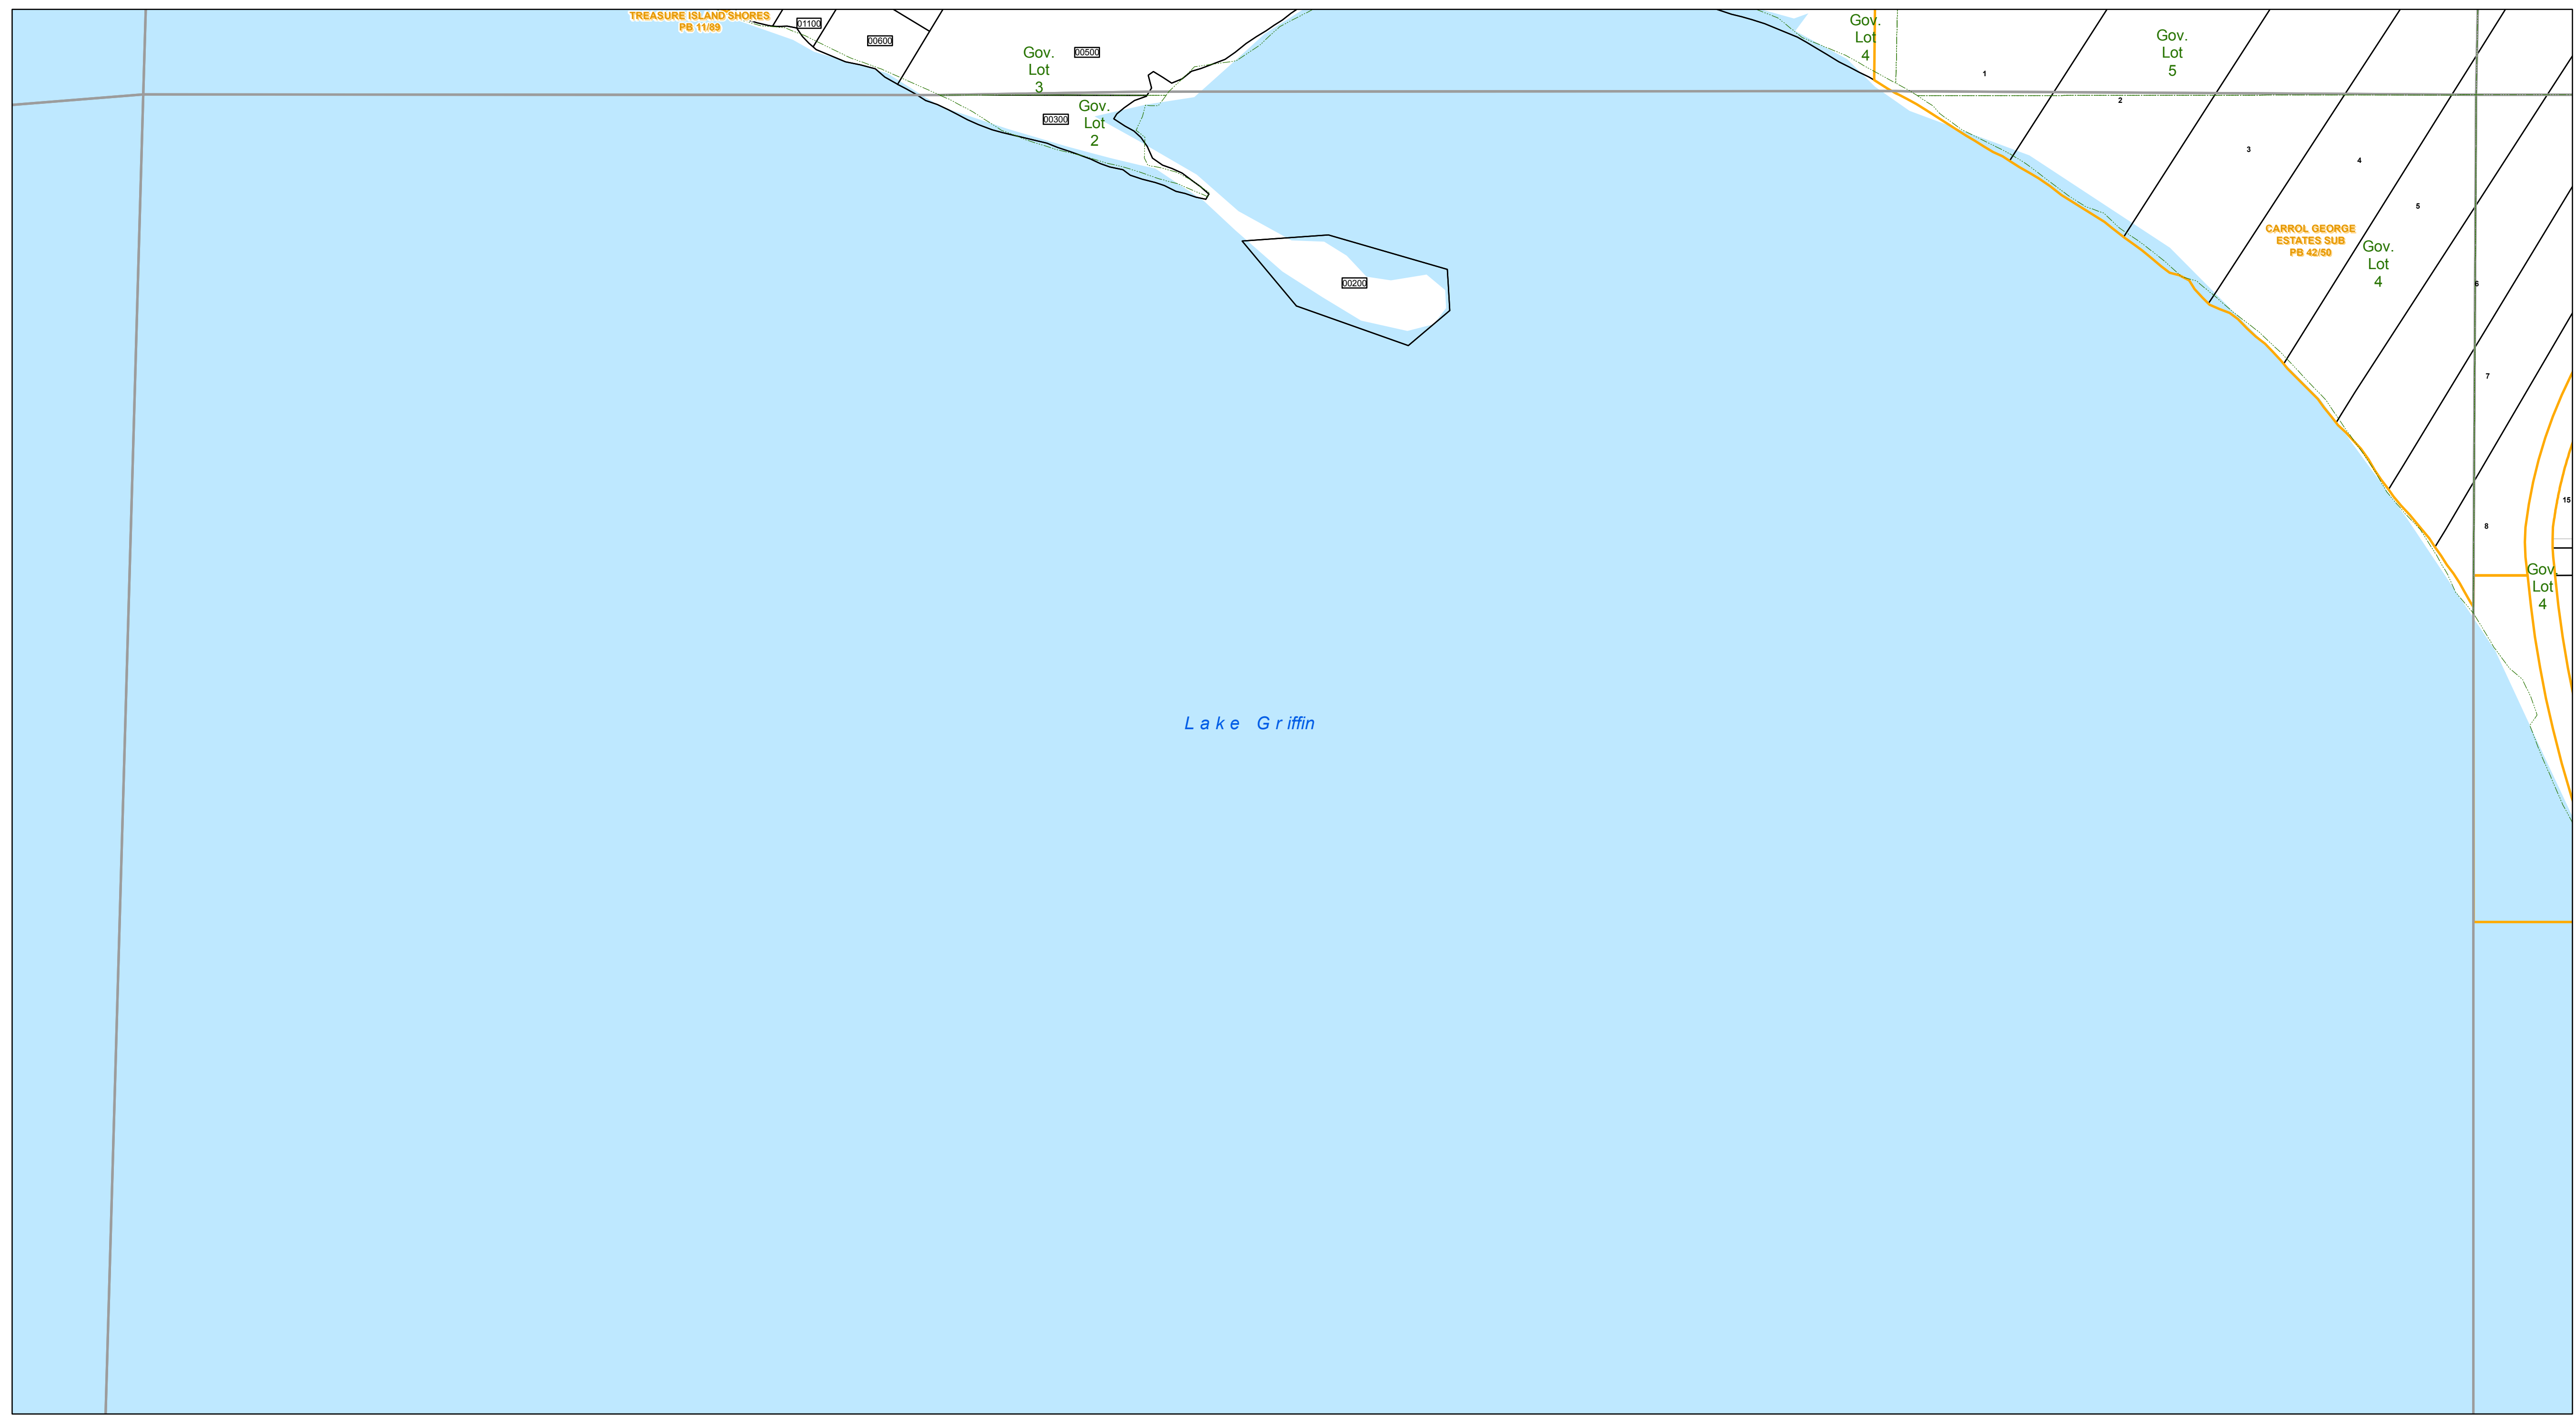 TREASURE ISLAND SHORES
PB 11/89
01100
00600
Gov.
Lot
3
00500
00300
Gov.
Lot
2
00200
Gov.
Lot
4
Gov.
Lot
5
1
2
3
4
5
CARROL GEORGE
ESTATES SUB
PB 42/50
Gov.
Lot
4
6
7
15
8
Gov.
Lot
4
Lake Griffin